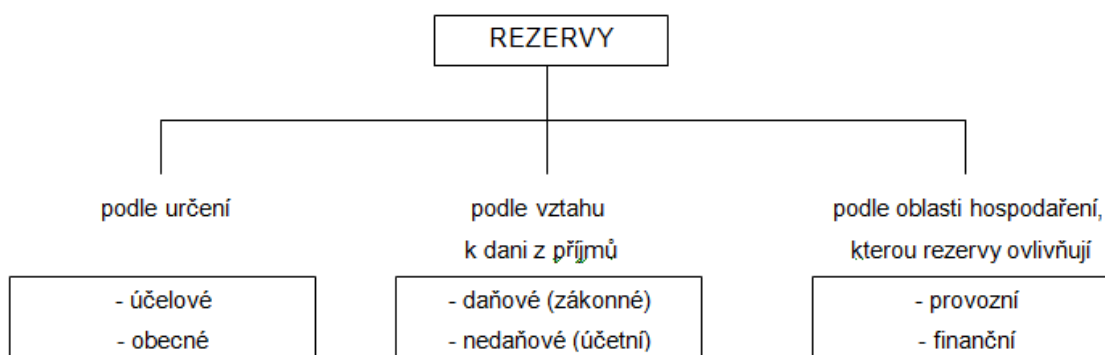 REZERVY
podle určení
- účelové
- obecné
podle vztahu
k dani z příjmů
- daňové (zákonné)
- nedaňové (účetní)
podle oblasti hospodaření,
kterou rezervy ovlivňují
- provozní
- finanční